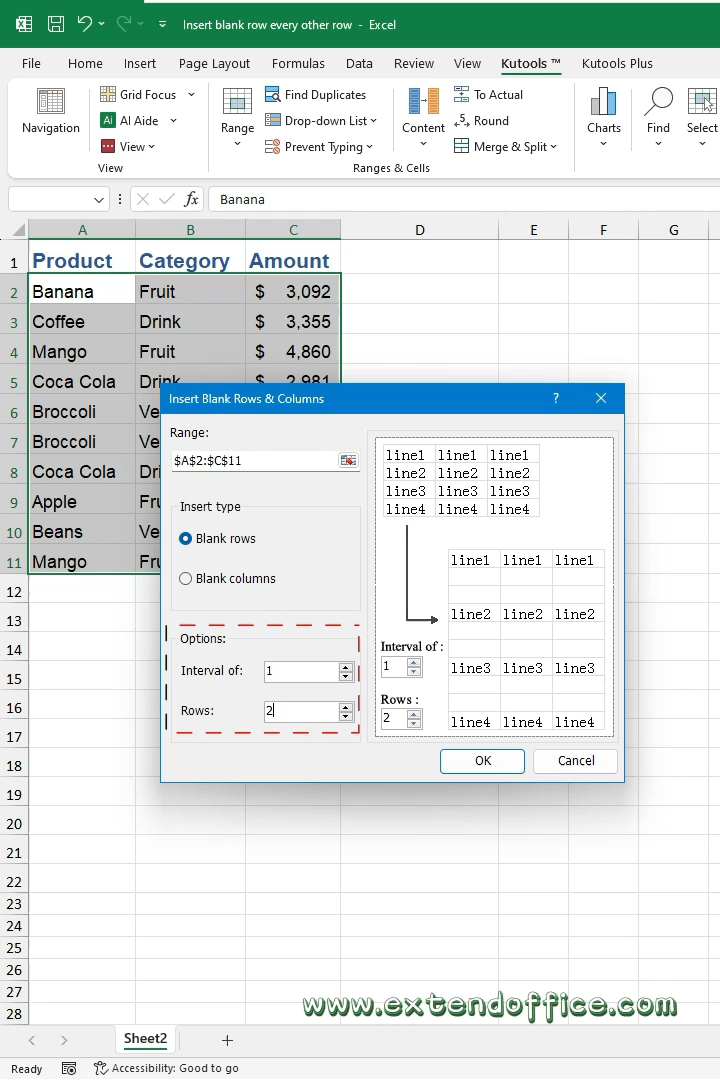 Insert blank row every other row - Excel
File Home Insert Page Layout Formulas Data Review View Kutools ™ Kutools Plus
Navigation
Grid Focus
Ai AI Aide
View
View
Range
Find Duplicates
Drop-down List
Prevent Typing
Content
To Actual
Round
Merge & Split
Ranges & Cells
Charts
Find
Select
fx Banana
A B C D E F G
1 Product Category Amount
2 Banana Fruit $ 3,092
3 Coffee Drink $ 3,355
4 Mango Fruit $ 4,860
5 Coca Cola Drink $ 2,981
6 Broccoli Ve
7 Broccoli Ve
8 Coca Cola Dri
9 Apple Fru
10 Beans Ve
11 Mango Fru
12
13
14
15
16
17
18
19
20
21
22
23
24
25
26
27
28
Insert Blank Rows & Columns ?
Range:
$A$2:$C$11
Insert type
Blank rows
Blank columns
Options:
Interval of: 1
Rows: 2
line1 line1 line1
line2 line2 line2
line3 line3 line3
line4 line4 line4
line1 line1 line1
line2 line2 line2
line3 line3 line3
line4 line4 line4
Interval of :
1
Rows :
2
OK Cancel
www.extendoffice.com
Sheet2
Ready Accessibility: Good to go